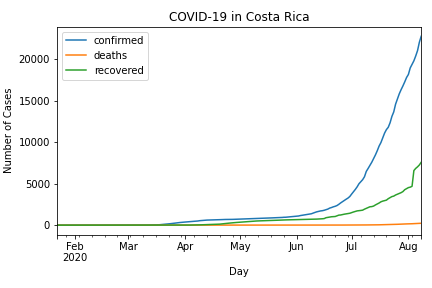 COVID-19 in Costa Rica
confirmed
deaths
recovered
Number of Cases
20000
15000
10000
5000
0
Feb Mar Apr May Jun Jul Aug
2020
Day